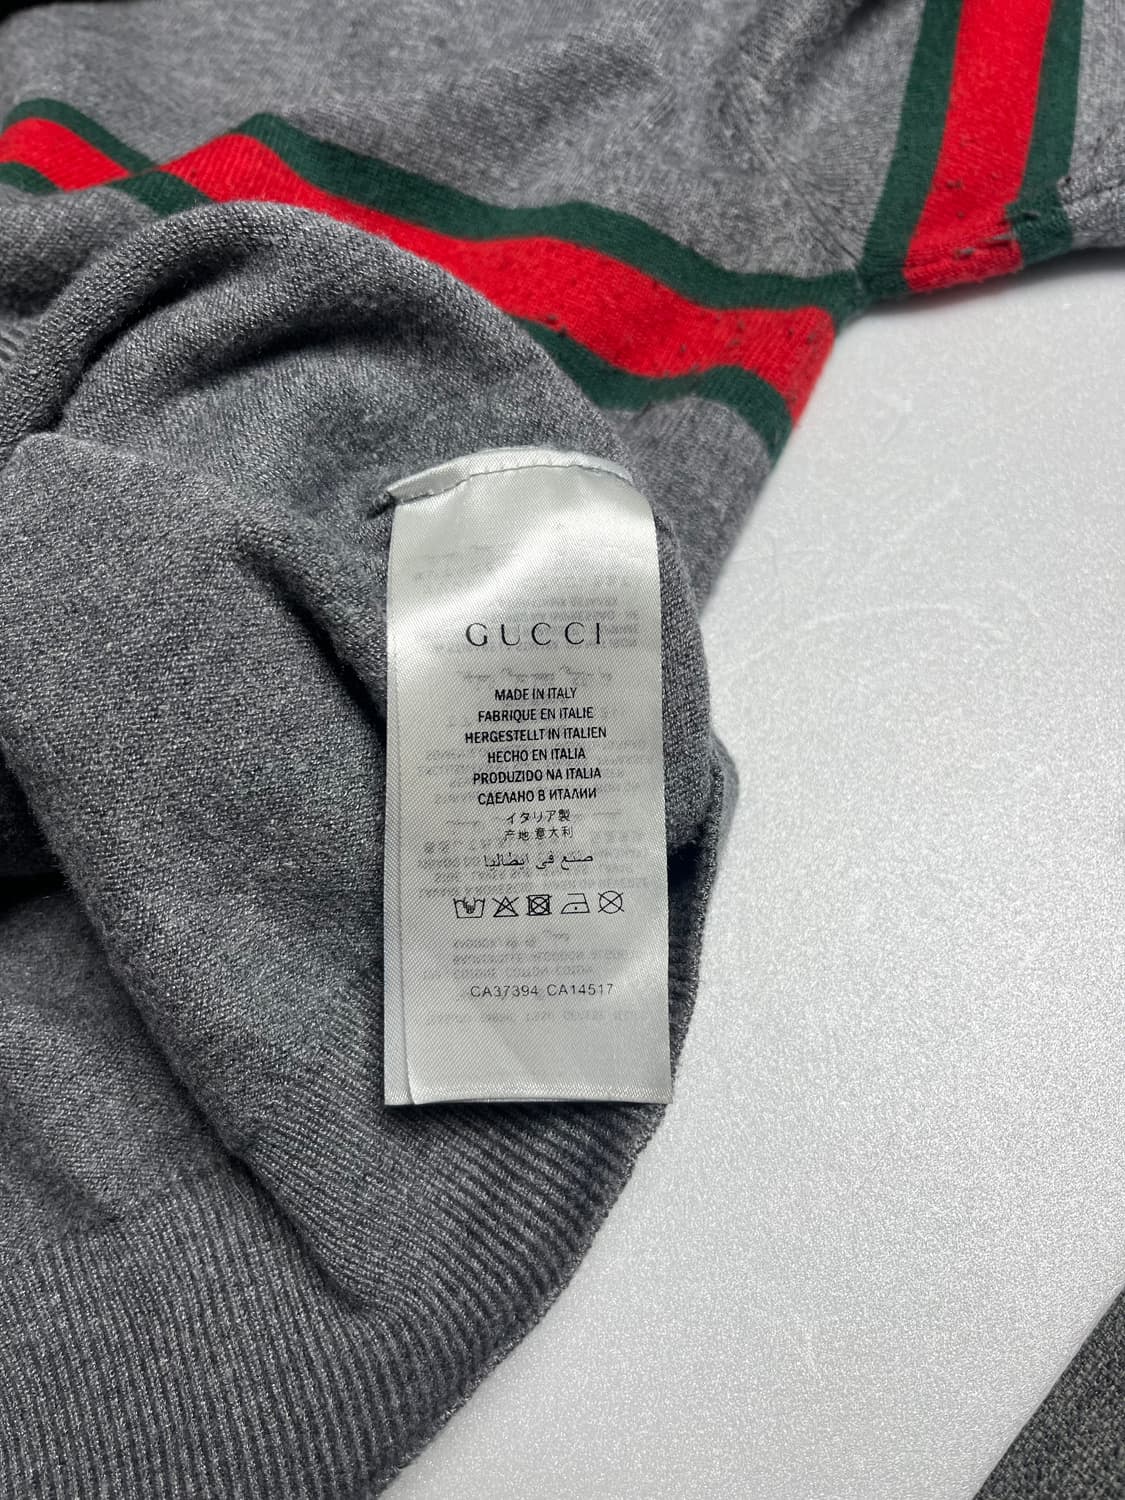 GUCCI
MADE IN ITALY
FABRIQUE EN ITALIE
HERGESTELLT IN ITALIEN
HECHO EN ITALIA
PRODUZIDO NA ITALIA
СДЕЛАНО В ИТАЛИИ
イタリア製
产地:意大利
صنع في ايطاليا
CA37394 CA14517